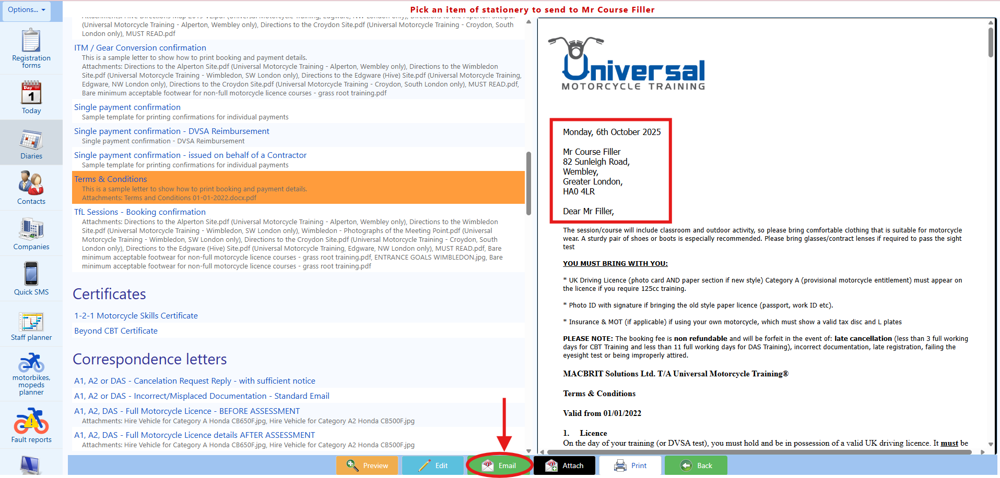 Options...
Pick an item of stationery to send to Mr Course Filler
Registration
forms
Day
1
Today
Diaries
Contacts
Companies
Quick SMS
Staff planner
motorbikes,
mopeds
planner
Fault reports
(Universal Motorcycle Training - Alperton, Wembley only), Directions to the Croydon Site.pdf (Universal Motorcycle Training - Croydon, South
London only), MUST READ.pdf
ITM / Gear Conversion confirmation
This is a sample letter to show how to print booking and payment details.
Attachments: Directions to the Alperton Site.pdf (Universal Motorcycle Training - Alperton, Wembley only), Directions to the Wimbledon
Site.pdf (Universal Motorcycle Training - Wimbledon, SW London only), Directions to the Edgware (Hive) Site.pdf (Universal Motorcycle Training,
Edgware, NW London only), Directions to the Croydon Site.pdf (Universal Motorcycle Training - Croydon, South London only), MUST READ.pdf,
Bare minimum acceptable footwear for non-full motorcycle licence courses - grass root training.pdf
Single payment confirmation
Sample template for printing confirmations for individual payments
Single payment confirmation - DVSA Reimbursement
Single payment confirmation - DVSA Reimbursement
Single payment confirmation - issued on behalf of a Contractor
Sample template for printing confirmations for individual payments
Terms & Conditions
This is a sample letter to show how to print booking and payment details.
Attachments: Terms and Conditions 01-01-2022.docx.pdf
TfL Sessions - Booking confirmation
Attachments: Directions to the Alperton Site.pdf (Universal Motorcycle Training - Alperton, Wembley only), Directions to the Wimbledon
Site.pdf (Universal Motorcycle Training - Wimbledon, SW London only), Wimbledon - Photographs of the Meeting Point.pdf (Universal
Motorcycle Training - Wimbledon, SW London only), Directions to the Croydon Site.pdf (Universal Motorcycle Training - Croydon, South
London only), Directions to the Edgware (Hive) Site.pdf (Universal Motorcycle Training, Edgware, NW London only), MUST READ.pdf, Bare
minimum acceptable footwear for non-full motorcycle licence courses - grass root training.pdf, ENTRANCE GOALS WIMBLEDON.jpg, Bare
minimum acceptable footwear for non-full motorcycle licence courses - grass root training.pdf
Certificates
1-2-1 Motorcycle Skills Certificate
Beyond CBT Certificate
Correspondence letters
A1, A2 or DAS - Cancelation Request Reply - with sufficient notice
A1, A2 or DAS - Incorrect/Misplaced Documentation - Standard Email
A1, A2, DAS - Full Motorcycle Licence - BEFORE ASSESSMENT
Attachments: Hire Vehicle for Category A Honda CB650F.jpg, Hire Vehicle for Category A2 Honda CB500F.jpg
A1, A2, DAS - Full Motorcycle Licence details AFTER ASSESSMENT
Attachments: Hire Vehicle for Category A Honda CB650F.jpg, Hire Vehicle for Category A2 Honda CB500F.jpg
Universal
MOTORCYCLE TRAINING
Monday, 6th October 2025
Mr Course Filler
82 Sunleigh Road,
Wembley,
Greater London,
HA0 4LR
Dear Mr Filler,
The session/course will include classroom and outdoor activity, so please bring comfortable clothing that is suitable for motorcycle
wear. A sturdy pair of shoes or boots is especially recommended. Please bring glasses/contract lenses if required to pass the sight
test
YOU MUST BRING WITH YOU:
* UK Driving Licence (photo card AND paper section if new style) Category A (provisional motorcycle entitlement) must appear on
the licence if you require 125cc training.
* Photo ID with signature if bringing the old style paper licence (passport, work ID etc).
* Insurance & MOT (if applicable) if using your own motorcycle, which must show a valid tax disc and L plates
PLEASE NOTE: The booking fee is non refundable and will be forfeit in the event of: late cancellation (less than 3 full working
days for CBT Training and less than 11 full working days for DAS Training), incorrect documentation, late registration, failing the
eyesight test or being improperly attired.
MACBRIT Solutions Ltd. T/A Universal Motorcycle Training®
Terms & Conditions
Valid from 01/01/2022
1. Licence
On the day of your training (or DVSA test), you must hold and be in possession of a valid UK driving licence. It must be
Preview
Edit
Email
Attach
Print
Back